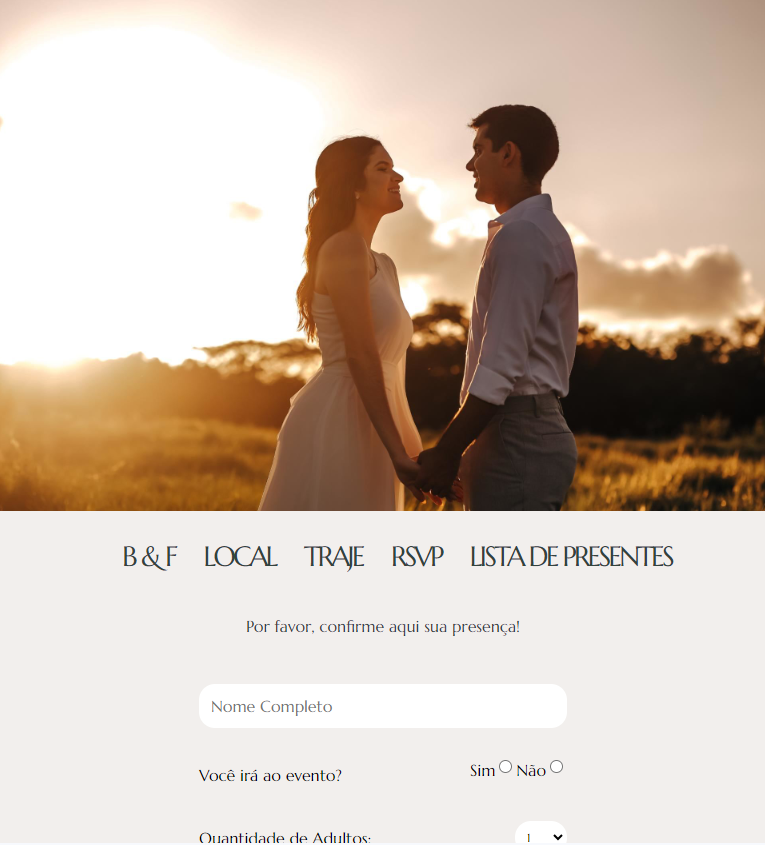 B & F LOCAL TRAJE RSVP LISTA DE PRESENTES
Por favor, confirme aqui sua presença!
Nome Completo
Você irá ao evento? Sim Não
Quantidade de Adultos: 1